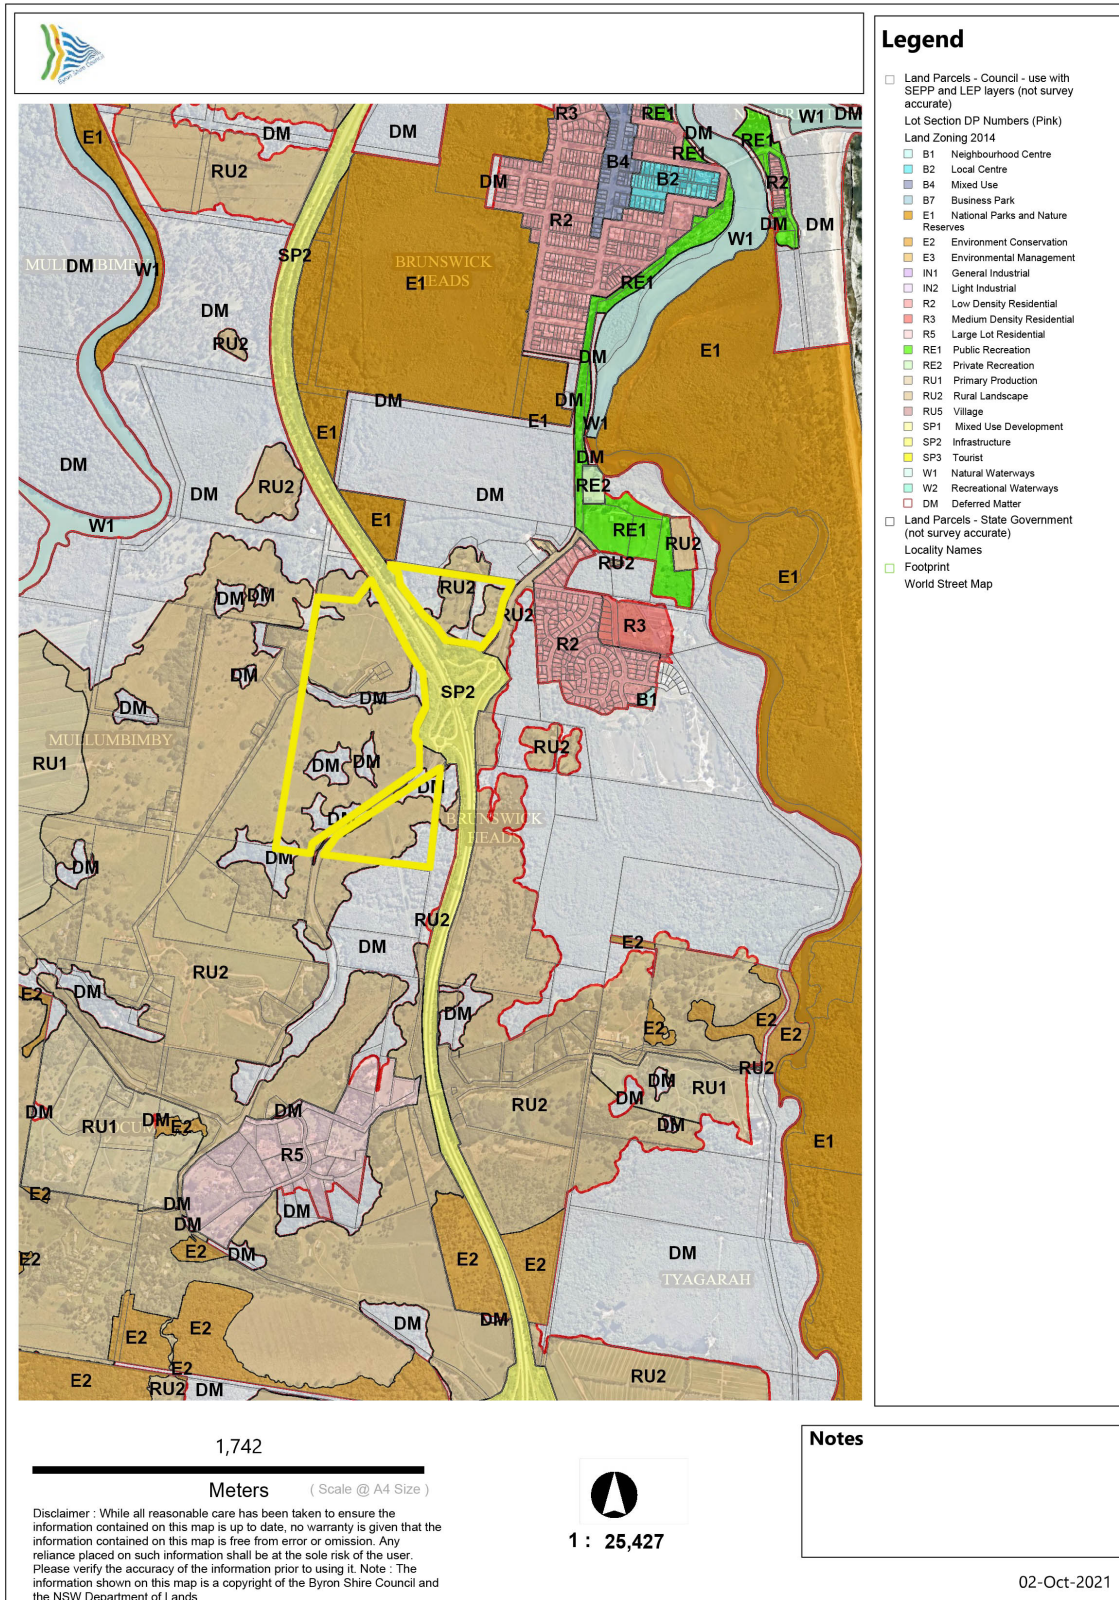 Byron Shire Council
Legend
Land Parcels - Council - use with
SEPP and LEP layers (not survey
accurate)
Lot Section DP Numbers (Pink)
Land Zoning 2014
B1 Neighbourhood Centre
B2 Local Centre
B4 Mixed Use
B7 Business Park
E1 National Parks and Nature
Reserves
E2 Environment Conservation
E3 Environmental Management
IN1 General Industrial
IN2 Light Industrial
R2 Low Density Residential
R3 Medium Density Residential
R5 Large Lot Residential
RE1 Public Recreation
RE2 Private Recreation
RU1 Primary Production
RU2 Rural Landscape
RU5 Village
SP1 Mixed Use Development
SP2 Infrastructure
SP3 Tourist
W1 Natural Waterways
W2 Recreational Waterways
DM Deferred Matter
Land Parcels - State Government
(not survey accurate)
Locality Names
Footprint
World Street Map
R3 RE1 W1 DM
E1 DM DM DM RE1
RU2 B4 RE1
DM B2 R2
R2 DM DM
W1
SP2
MULLUMBIMBY
DM W1
BRUNSWICK
HEADS
E1 RE1
DM
RU2 E1
DM
DM DM
E1 E1 W1
DM
DM RU2 RE2
DM DM
W1 E1 RE1
RU2 RU2
RU2 E1
DM DM RU2
R3
R2
DM
DM SP2 B1
DM
MULLUMBIMBY
RU1 RU2
DM DM
DM
DM BRUNSWICK
HEADS
DM
DM
RU2
DM E2
RU2
E2 DM
DM E2 E2
E2
RU2
DM RU1
DM RU2 DM
DM DM
RU1 DM E2
R5 E1
E2 DM
DM DM
E2 E2 DM E2 E2 DM
TYAGARAH
DM DM
E2 E2
E2
E2 RU2 DM RU2
1,742
Meters ( Scale @ A4 Size )
Disclaimer : While all reasonable care has been taken to ensure the
information contained on this map is up to date, no warranty is given that the
information contained on this map is free from error or omission. Any
reliance placed on such information shall be at the sole risk of the user.
Please verify the accuracy of the information prior to using it. Note : The
information shown on this map is a copyright of the Byron Shire Council and
the NSW Department of Lands
1 : 25,427
Notes
02-Oct-2021